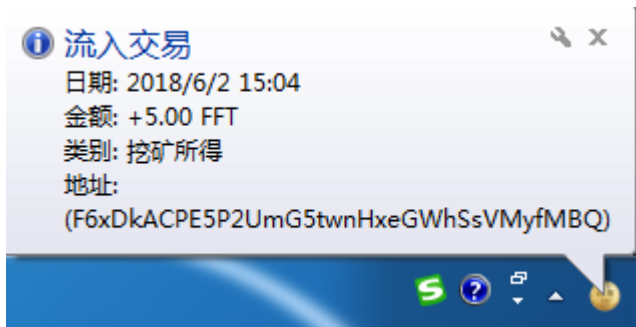 流入交易
日期: 2018/6/2 15:04
金额: +5.00 FFT
类别: 挖矿所得
地址:
(F6xDkACPE5P2UmG5twnHxeGWhSsVMyfMBQ)